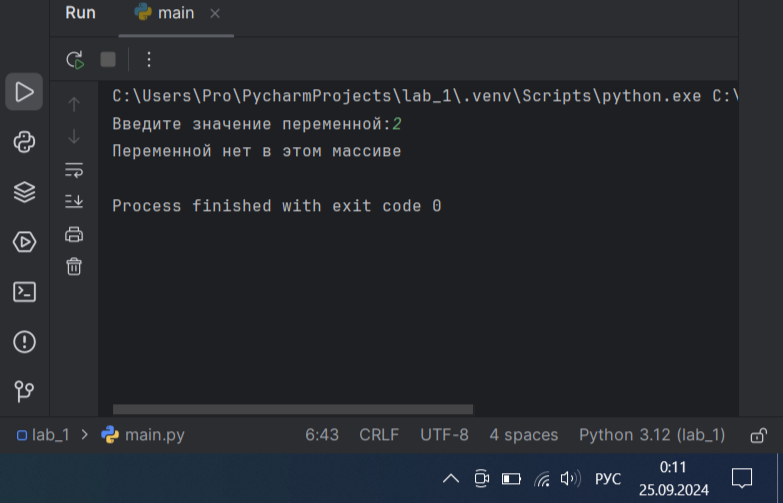 Run main
C:\Users\Pro\PycharmProjects\lab_1\.venv\Scripts\python.exe C:\
Введите значение переменной:2
Переменной нет в этом массиве
Process finished with exit code 0
lab_1 > main.py 6:43 CRLF UTF-8 4 spaces Python 3.12 (lab_1)
РУС 0:11
25.09.2024